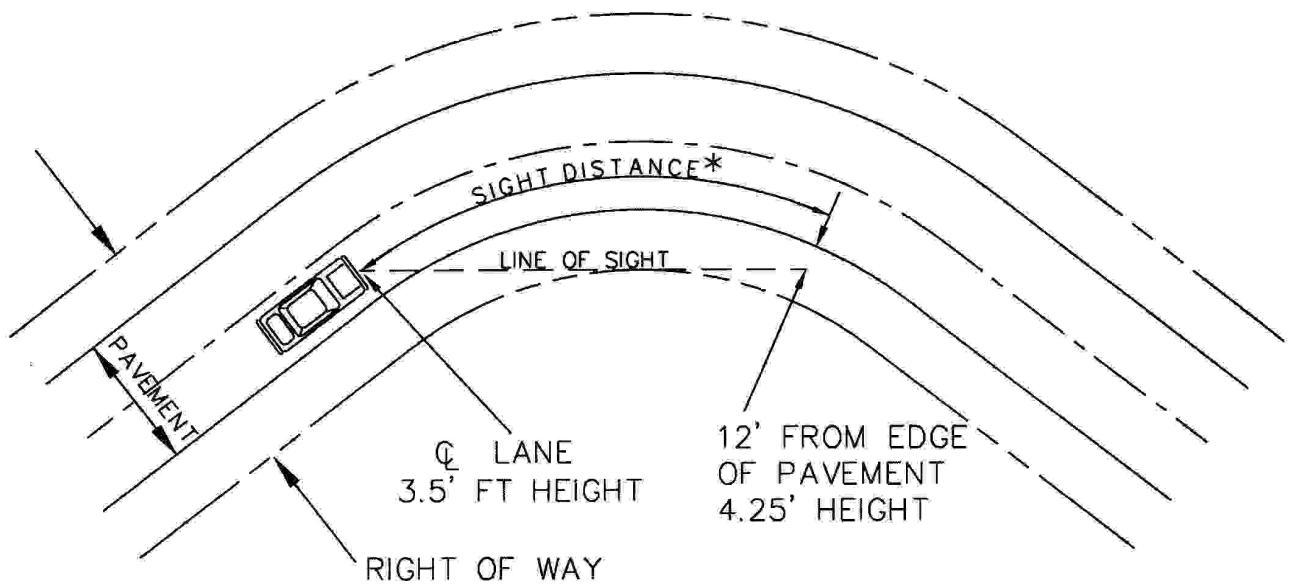 SIGHT DISTANCE*
LINE OF SIGHT
PAVEMENT
℄ LANE
3.5' FT HEIGHT
12' FROM EDGE
OF PAVEMENT
4.25' HEIGHT
RIGHT OF WAY